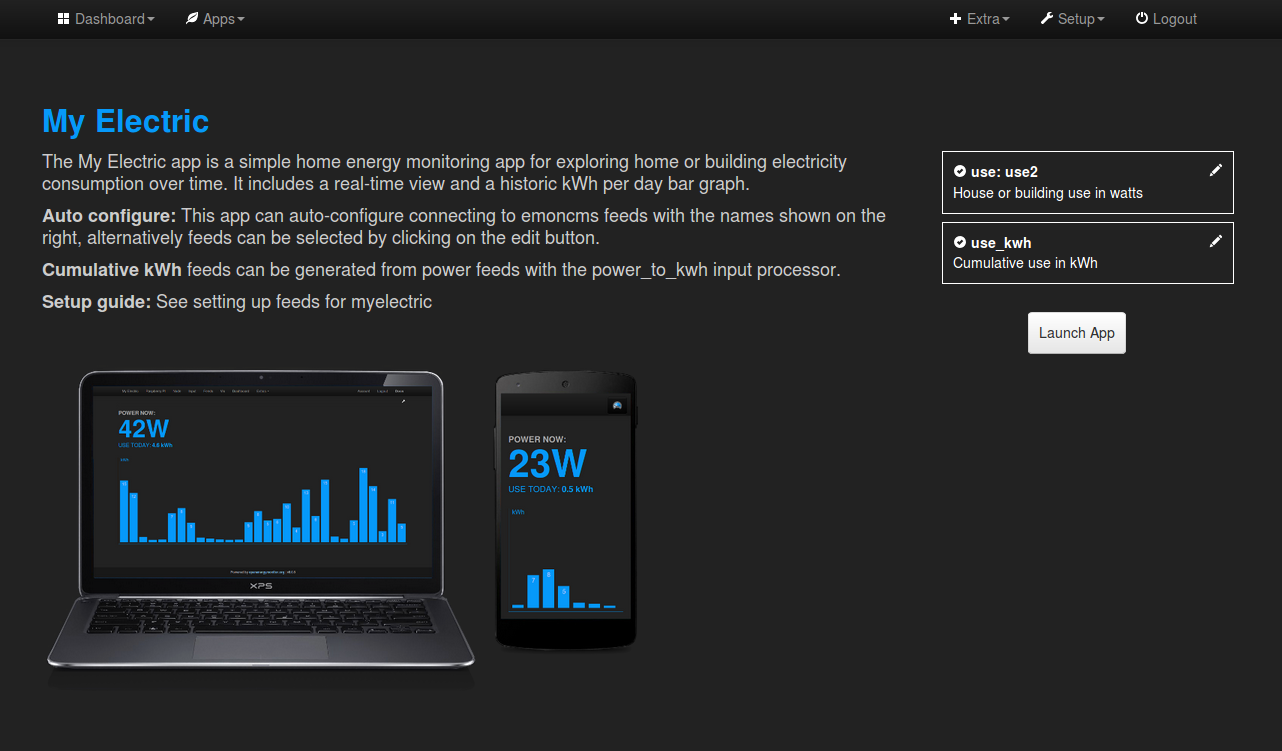 Dashboard
Apps
Extra
Setup
Logout
My Electric
The My Electric app is a simple home energy monitoring app for exploring home or building electricity
consumption over time. It includes a real-time view and a historic kWh per day bar graph.
Auto configure: This app can auto-configure connecting to emoncms feeds with the names shown on the
right, alternatively feeds can be selected by clicking on the edit button.
Cumulative kWh feeds can be generated from power feeds with the power_to_kwh input processor.
Setup guide: See setting up feeds for myelectric
use: use2
House or building use in watts
use_kwh
Cumulative use in kWh
Launch App
POWER NOW:
42W
USE TODAY: 4.6 kWh
kWh
XPS
POWER NOW:
23W
USE TODAY: 0.5 kWh
kWh
7
8